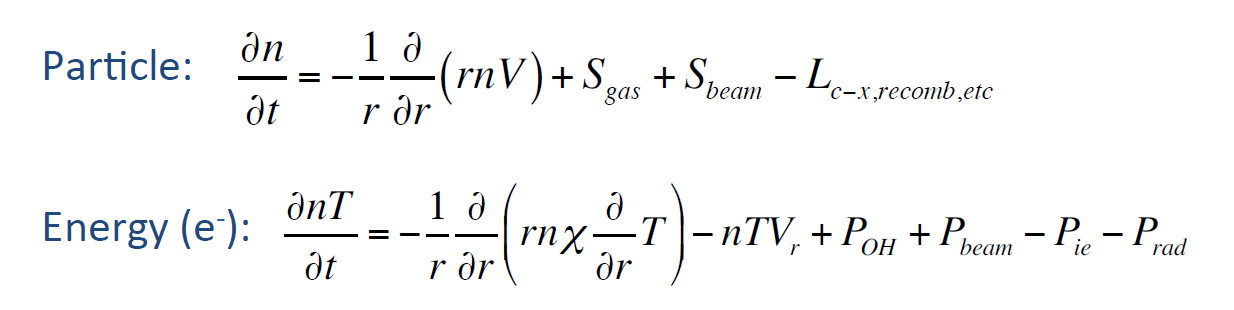 Particle: ∂n/∂t = −(1/r) ∂/∂r (rnV) + S_gas + S_beam − L_c−x,recomb,etc
Energy (e⁻): ∂nT/∂t = −(1/r) ∂/∂r (rnχ ∂/∂r T) − nTV_r + P_OH + P_beam − P_ie − P_rad